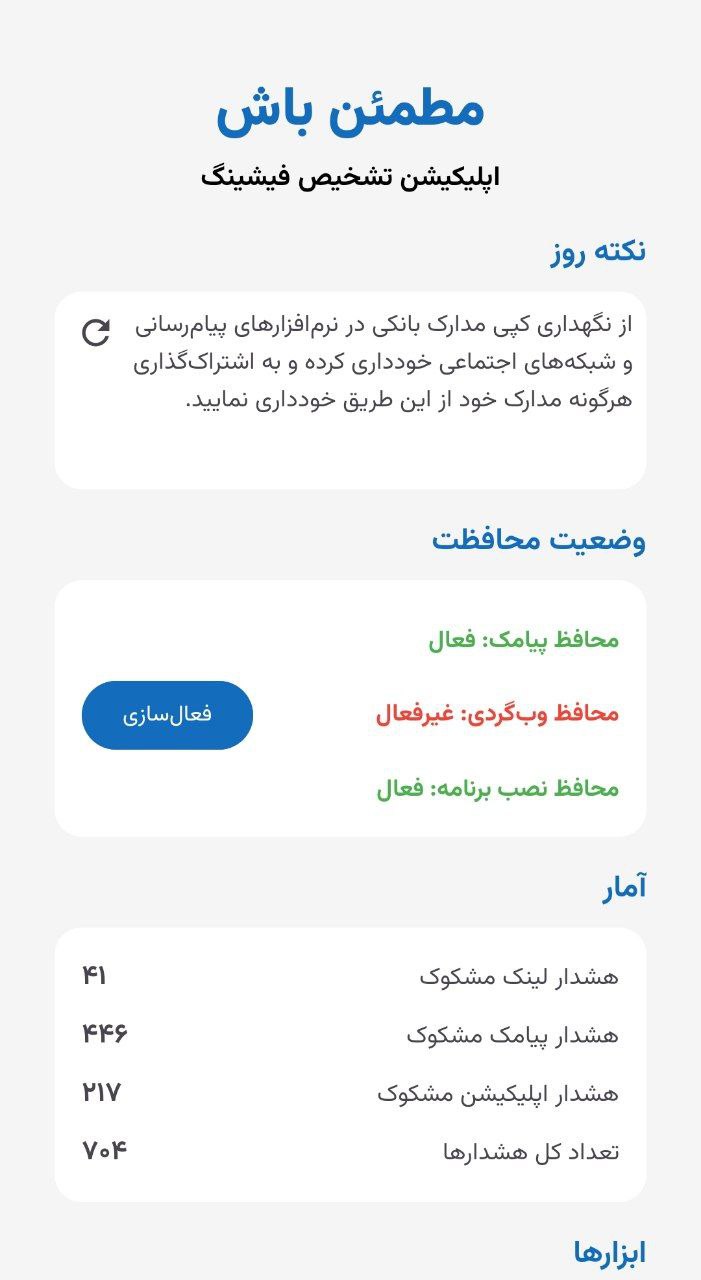 مطمئن باش
اپلیکیشن تشخیص فیشینگ
نکته روز
از نگهداری کپی مدارک بانکی در نرم‌افزارهای پیام‌رسانی
و شبکه‌های اجتماعی خودداری کرده و به اشتراک‌گذاری
هرگونه مدارک خود از این طریق خودداری نمایید.
وضعیت محافظت
محافظ پیامک: فعال
محافظ وب‌گردی: غیرفعال
فعال‌سازی
محافظ نصب برنامه: فعال
آمار
هشدار لینک مشکوک ۴۱
هشدار پیامک مشکوک ۴۴۶
هشدار اپلیکیشن مشکوک ۲۱۷
تعداد کل هشدارها ۷۰۴
ابزارها